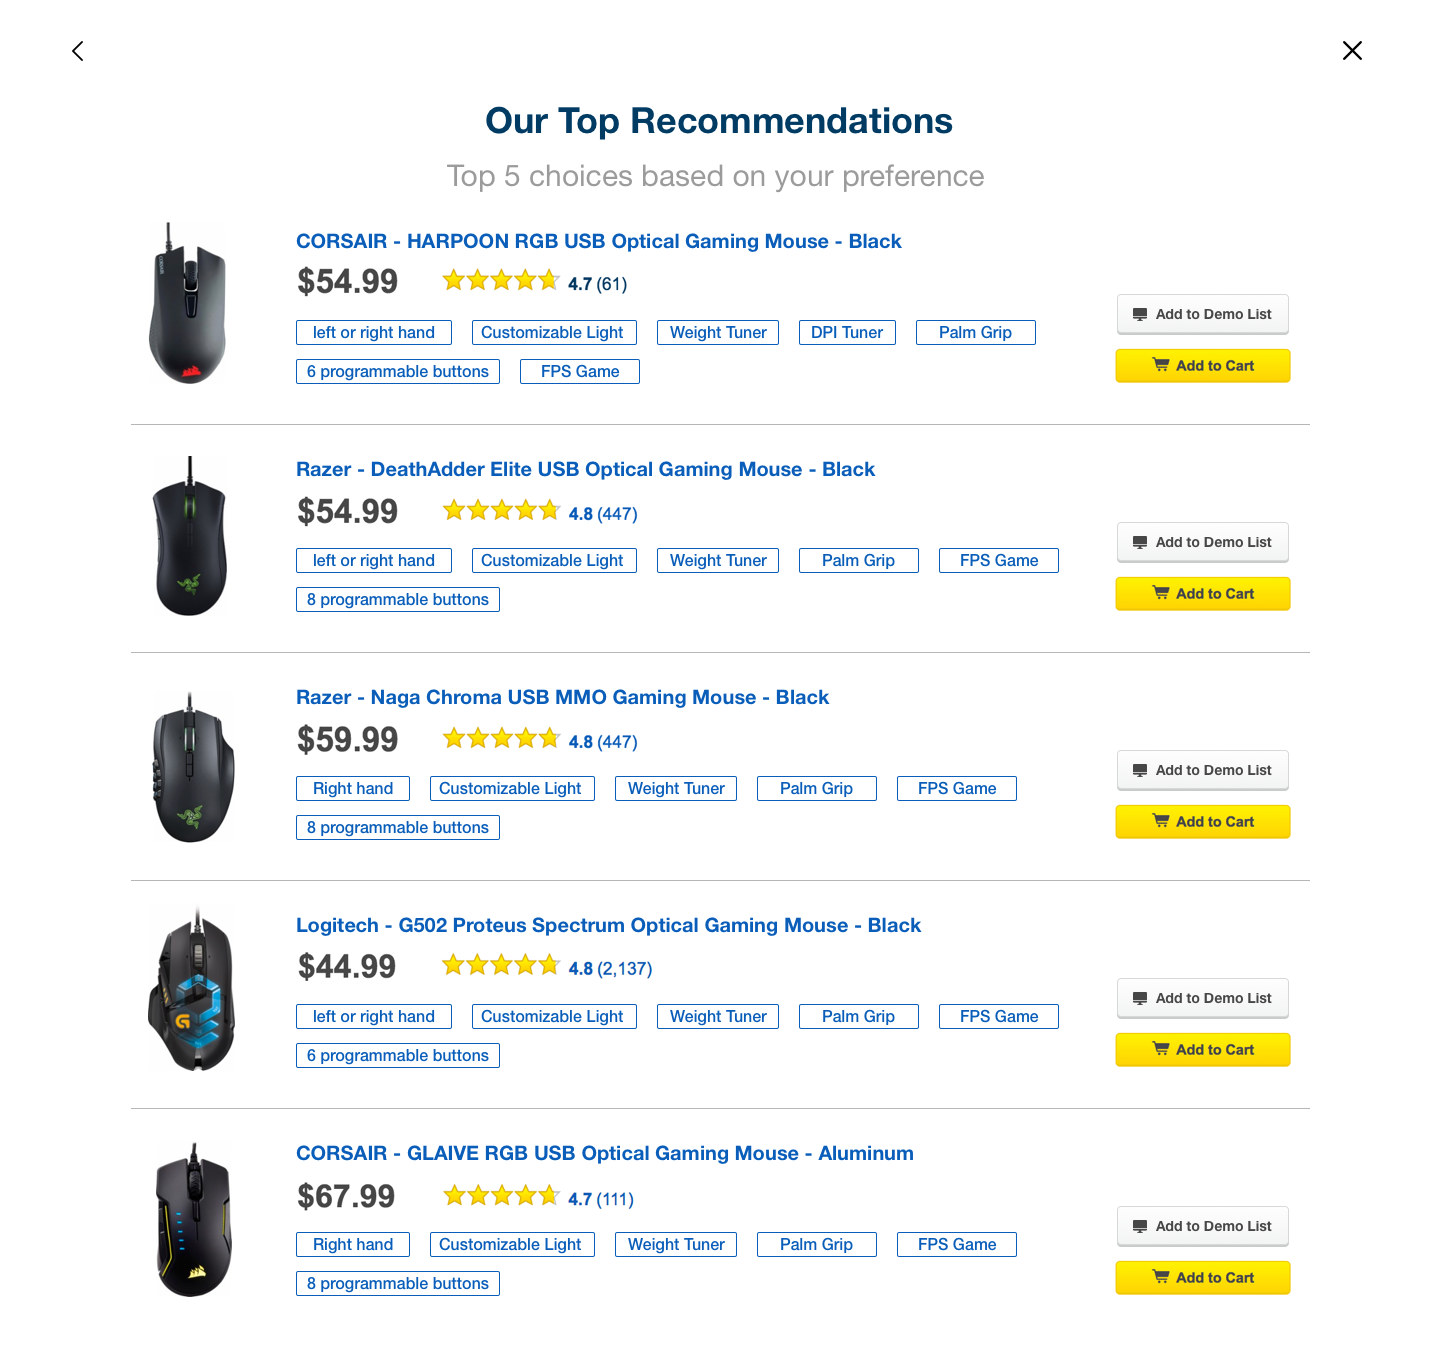 Our Top Recommendations
Top 5 choices based on your preference
CORSAIR - HARPOON RGB USB Optical Gaming Mouse - Black
$54.99 4.7 (61)
left or right hand Customizable Light Weight Tuner DPI Tuner Palm Grip
6 programmable buttons FPS Game
Add to Demo List
Add to Cart
Razer - DeathAdder Elite USB Optical Gaming Mouse - Black
$54.99 4.8 (447)
left or right hand Customizable Light Weight Tuner Palm Grip FPS Game
8 programmable buttons
Add to Demo List
Add to Cart
Razer - Naga Chroma USB MMO Gaming Mouse - Black
$59.99 4.8 (447)
Right hand Customizable Light Weight Tuner Palm Grip FPS Game
8 programmable buttons
Add to Demo List
Add to Cart
Logitech - G502 Proteus Spectrum Optical Gaming Mouse - Black
$44.99 4.8 (2,137)
left or right hand Customizable Light Weight Tuner Palm Grip FPS Game
6 programmable buttons
Add to Demo List
Add to Cart
CORSAIR - GLAIVE RGB USB Optical Gaming Mouse - Aluminum
$67.99 4.7 (111)
Right hand Customizable Light Weight Tuner Palm Grip FPS Game
8 programmable buttons
Add to Demo List
Add to Cart